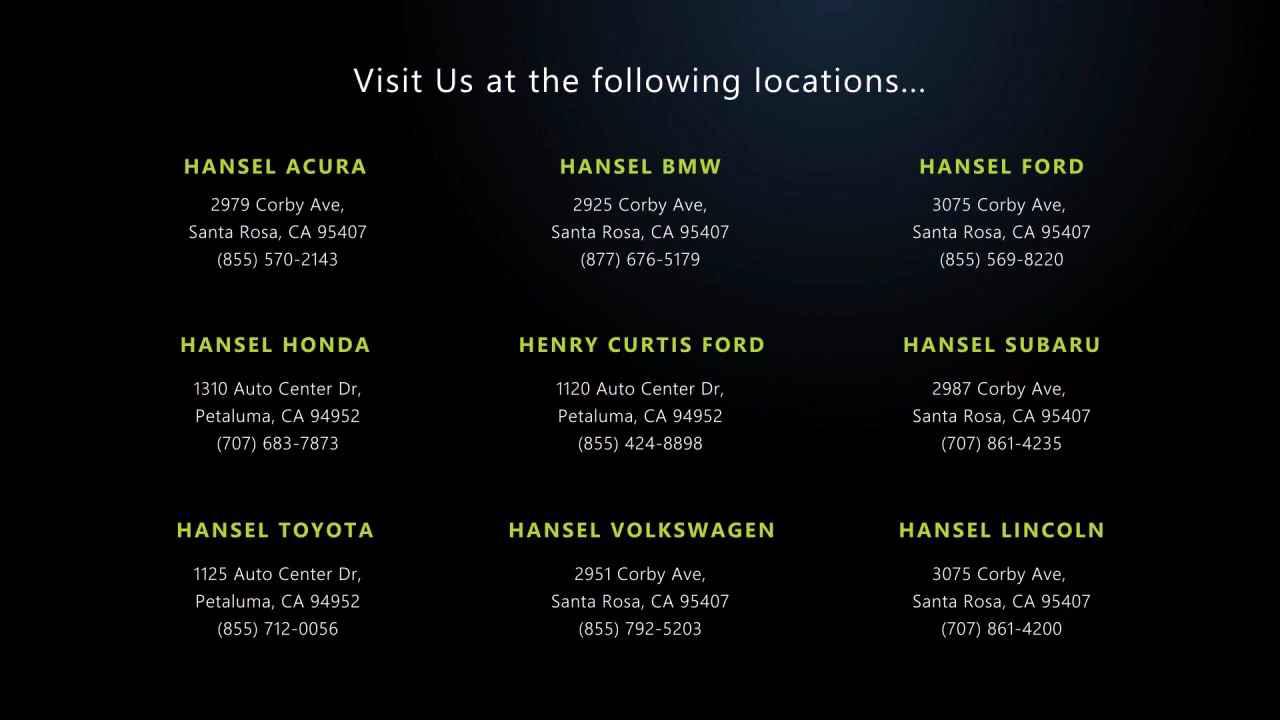 Visit Us at the following locations...
HANSEL ACURA
2979 Corby Ave,
Santa Rosa, CA 95407
(855) 570-2143
HANSEL BMW
2925 Corby Ave,
Santa Rosa, CA 95407
(877) 676-5179
HANSEL FORD
3075 Corby Ave,
Santa Rosa, CA 95407
(855) 569-8220
HANSEL HONDA
1310 Auto Center Dr,
Petaluma, CA 94952
(707) 683-7873
HENRY CURTIS FORD
1120 Auto Center Dr,
Petaluma, CA 94952
(855) 424-8898
HANSEL SUBARU
2987 Corby Ave,
Santa Rosa, CA 95407
(707) 861-4235
HANSEL TOYOTA
1125 Auto Center Dr,
Petaluma, CA 94952
(855) 712-0056
HANSEL VOLKSWAGEN
2951 Corby Ave,
Santa Rosa, CA 95407
(855) 792-5203
HANSEL LINCOLN
3075 Corby Ave,
Santa Rosa, CA 95407
(707) 861-4200